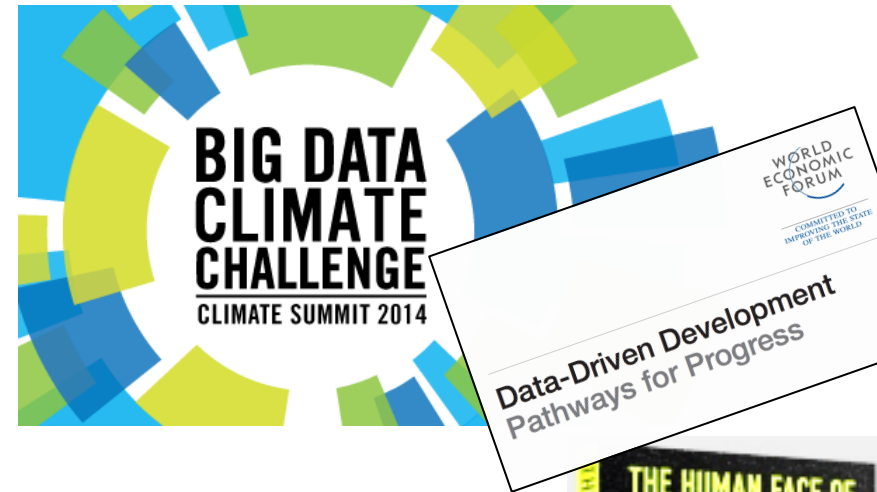 BIG DATA
CLIMATE
CHALLENGE
CLIMATE SUMMIT 2014
WORLD
ECONOMIC
FORUM
COMMITTED TO
IMPROVING THE STATE
OF THE WORLD
Data-Driven Development
Pathways for Progress
THE HUMAN FACE OF